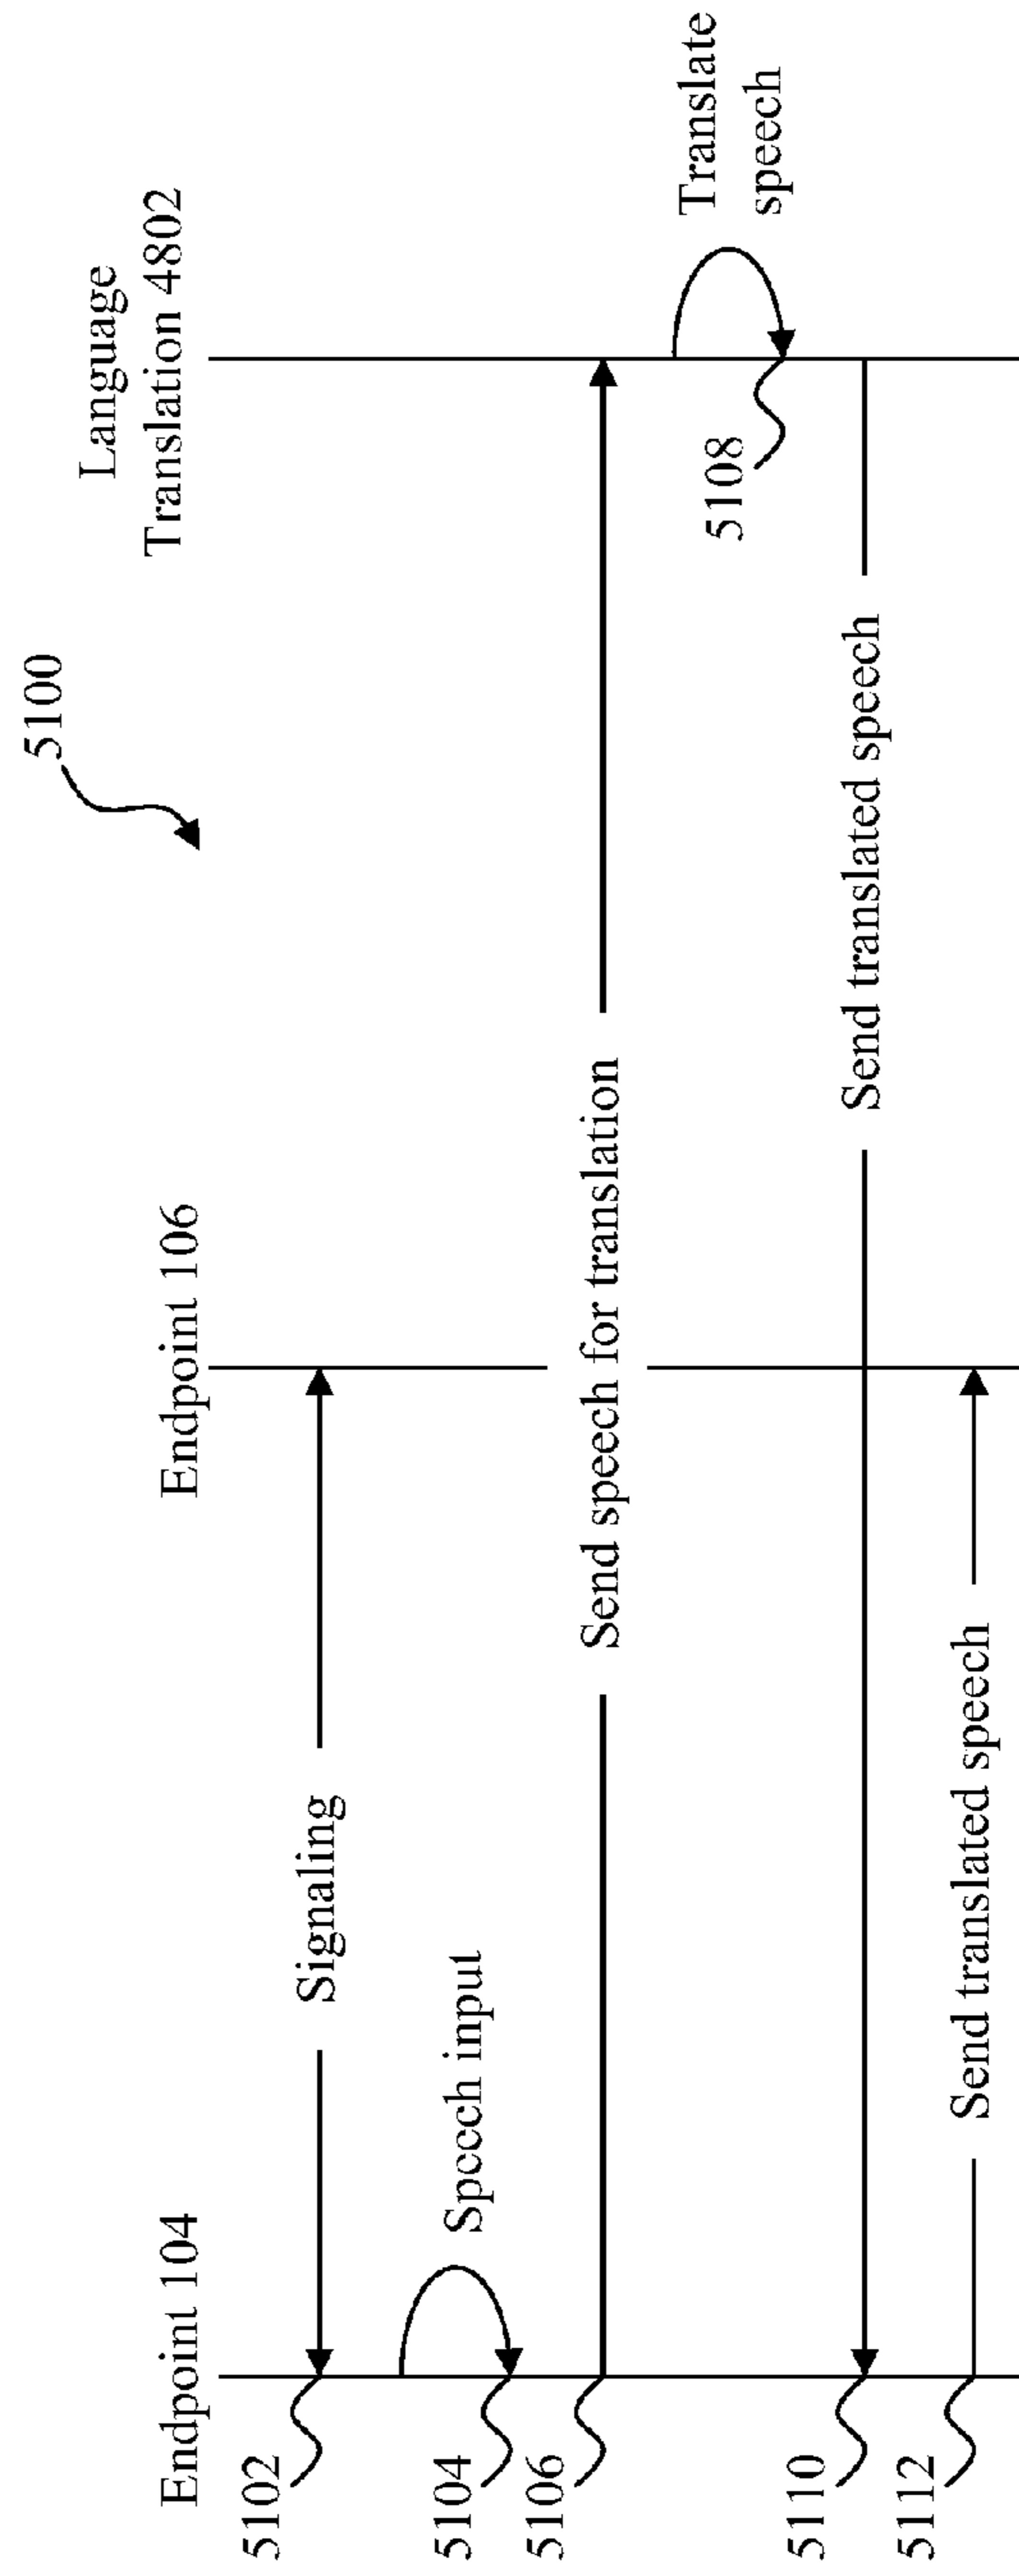 5100
Endpoint 104
Endpoint 106
Language
Translation 4802
5102
Signaling
5104
Speech input
5106
Send speech for translation
Translate
speech
5108
5110
Send translated speech
5112
Send translated speech